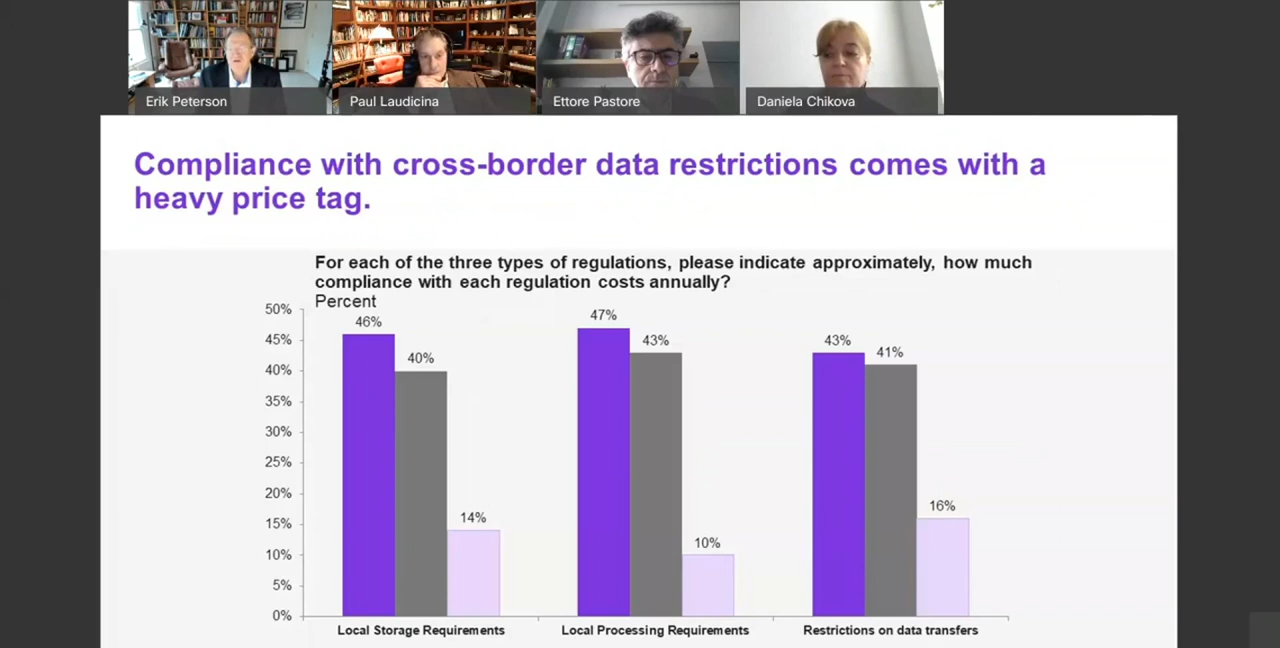 Erik Peterson
Paul Laudicina
Ettore Pastore
Daniela Chikova
Compliance with cross-border data restrictions comes with a
heavy price tag.
For each of the three types of regulations, please indicate approximately, how much
compliance with each regulation costs annually?
Percent
50%
45%
40%
35%
30%
25%
20%
15%
10%
5%
0%
46%
40%
14%
47%
43%
10%
43%
41%
16%
Local Storage Requirements
Local Processing Requirements
Restrictions on data transfers